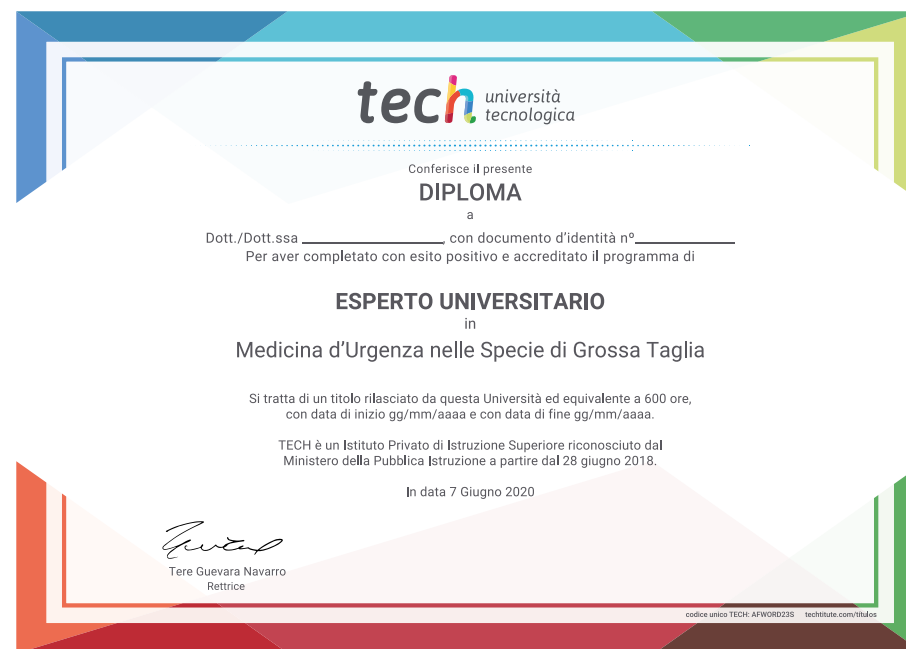 tech università
tecnologica
Conferisce il presente
DIPLOMA
a
Dott./Dott.ssa ________________, con documento d'identità nº___________
Per aver completato con esito positivo e accreditato il programma di
ESPERTO UNIVERSITARIO
in
Medicina d'Urgenza nelle Specie di Grossa Taglia
Si tratta di un titolo rilasciato da questa Università ed equivalente a 600 ore,
con data di inizio gg/mm/aaaa e con data di fine gg/mm/aaaa.
TECH è un Istituto Privato di Istruzione Superiore riconosciuto dal
Ministero della Pubblica Istruzione a partire dal 28 giugno 2018.
In data 7 Giugno 2020
Tere Guevara Navarro
Rettrice
codice unico TECH: AFWORD23S techtitute.com/titulos